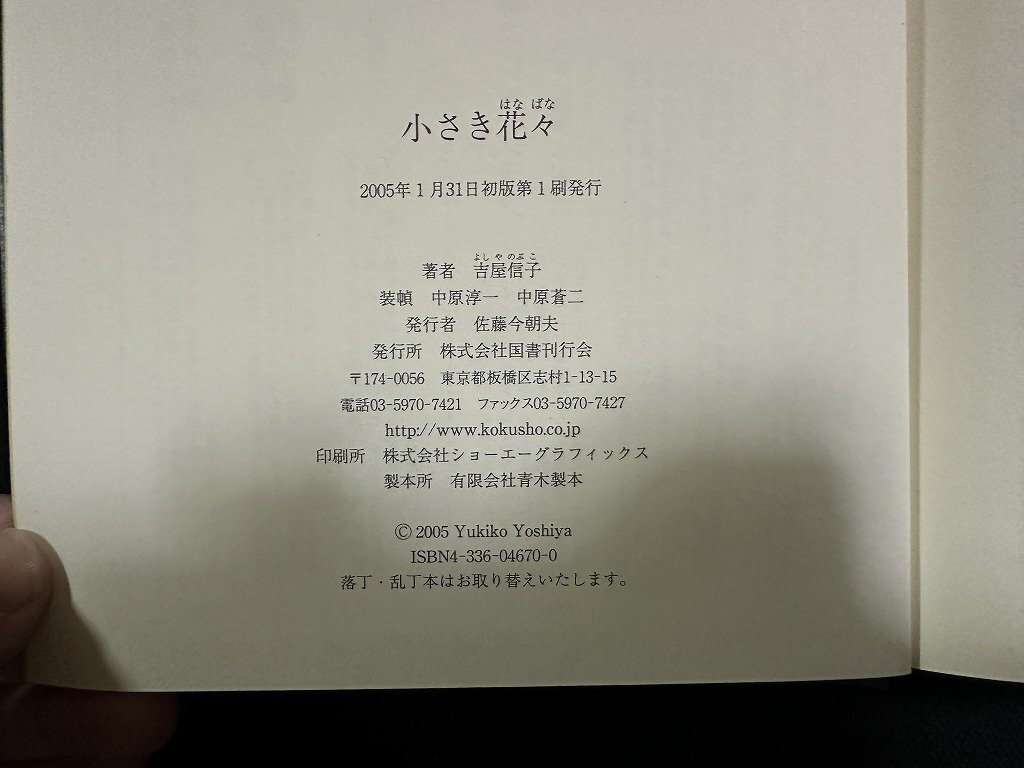 はな ばな
小さき花々
2005年1月31日初版第1刷発行
よし や のぶ こ
著者 吉屋信子
装幀 中原淳一 中原蒼二
発行者 佐藤今朝夫
発行所 株式会社国書刊行会
〒174-0056 東京都板橋区志村1-13-15
電話03-5970-7421 ファックス03-5970-7427
http://www.kokusho.co.jp
印刷所 株式会社ショーエーグラフィックス
製本所 有限会社青木製本
© 2005 Yukiko Yoshiya
ISBN4-336-04670-0
落丁・乱丁本はお取り替えいたします。